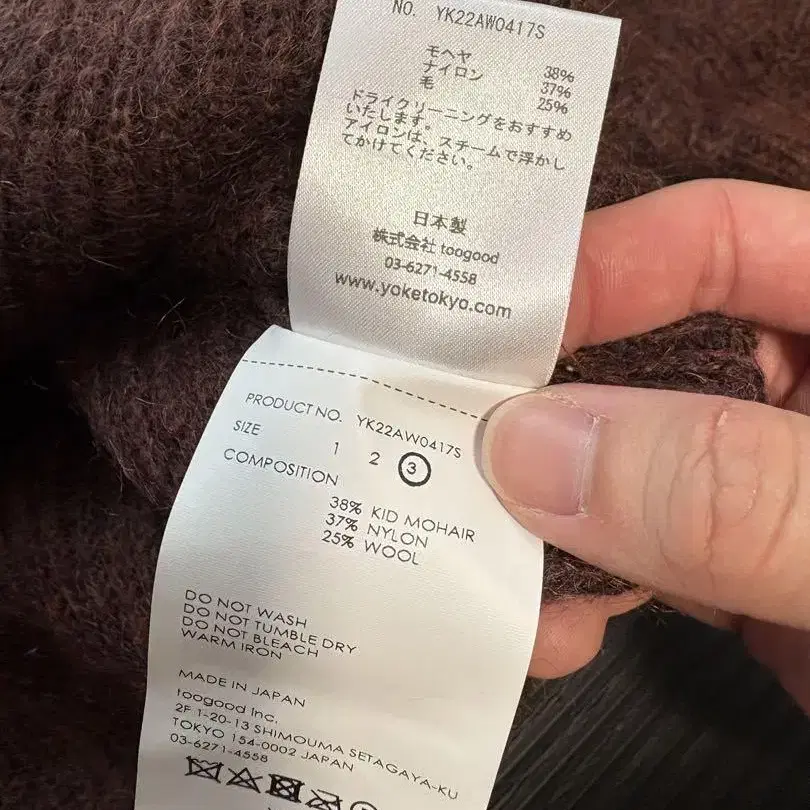 NO. YK22AW0417S
モヘヤ 38%
ナイロン 37%
毛 25%
ドライクリーニングをおすすめ
いたします。
アイロンは、スチームで浮かし
てかけてください。
日本製
株式会社 toogood
03-6271-4558
www.yoketokyo.com
PRODUCT NO. YK22AW0417S
SIZE 1 2 3
COMPOSITION
38% KID MOHAIR
37% NYLON
25% WOOL
DO NOT WASH
DO NOT TUMBLE DRY
DO NOT BLEACH
WARM IRON
MADE IN JAPAN
toogood Inc.
2F 1-20-13 SHIMOUMA SETAGAYA-KU
TOKYO 154-0002 JAPAN
03-6271-4558